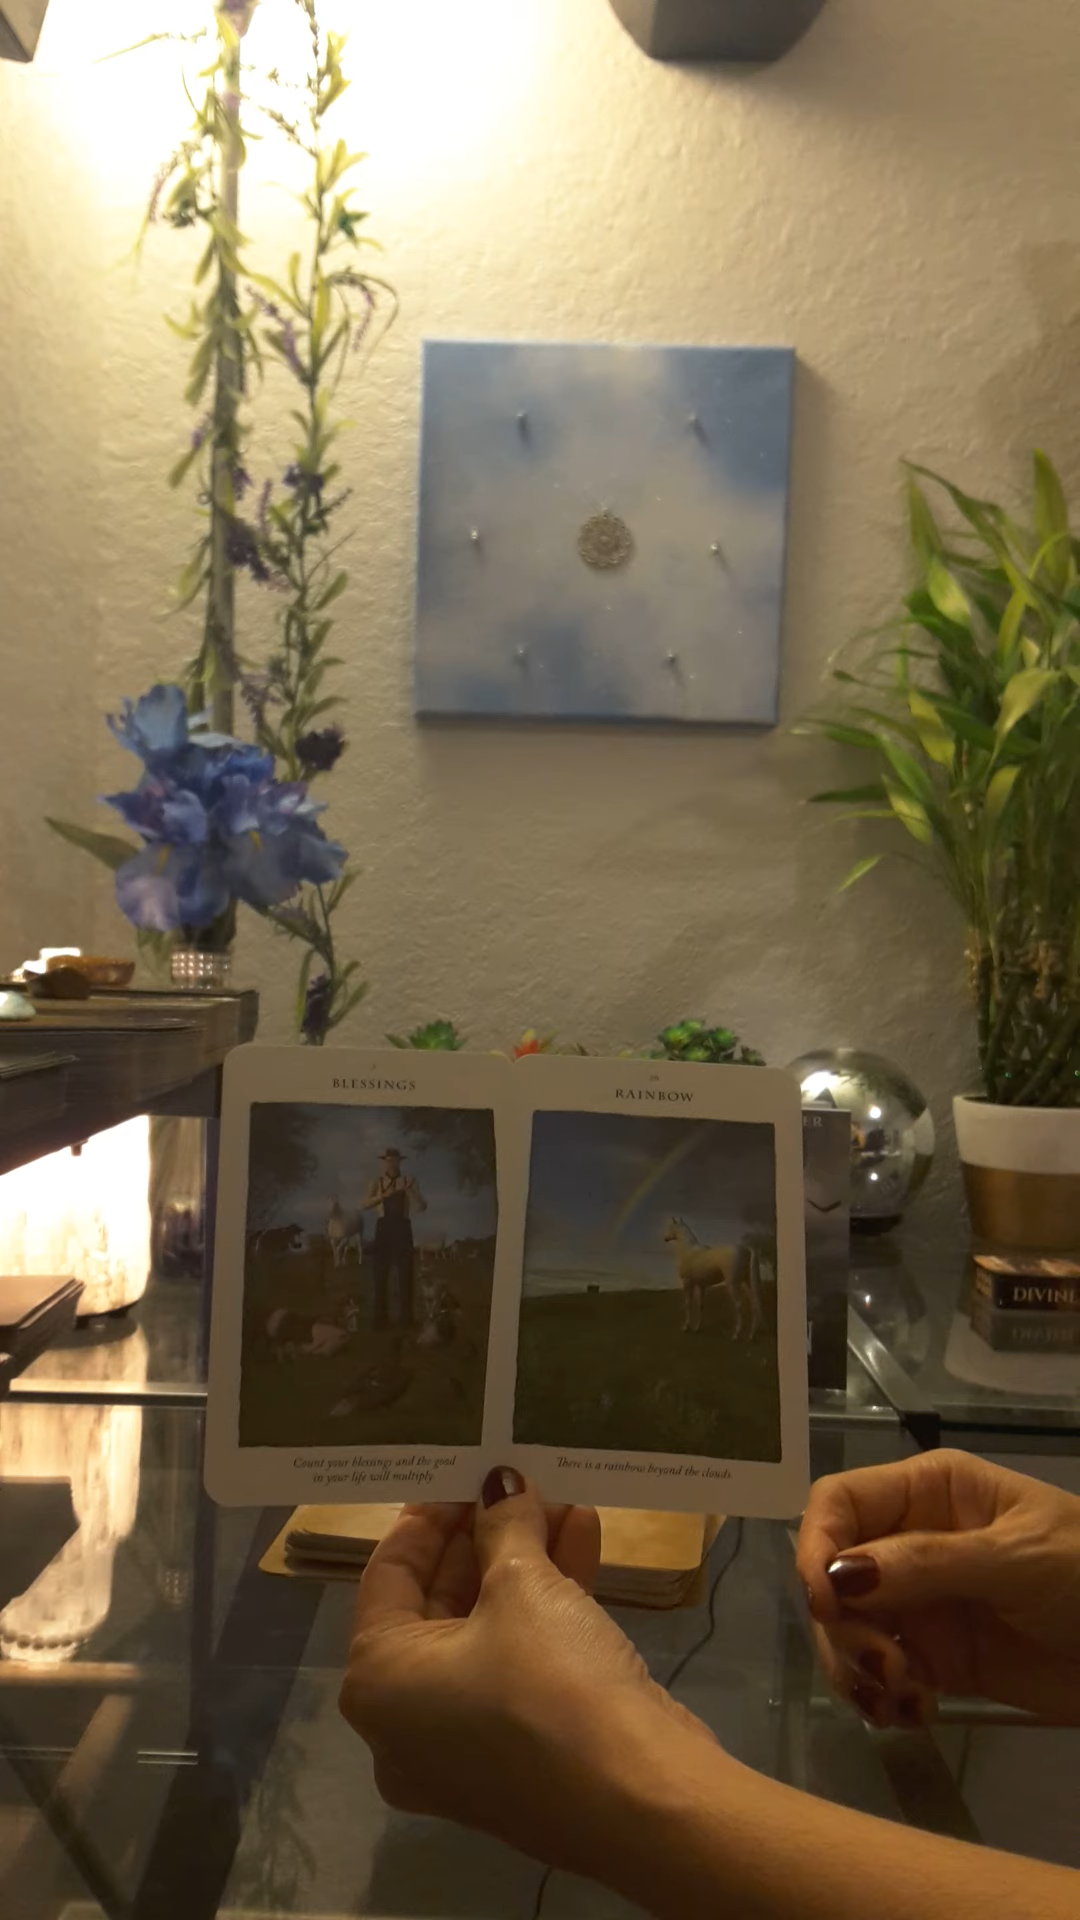 BLESSINGS
RAINBOW
Count your blessings and the good
in your life will multiply.
There is a rainbow beyond the clouds.
ER
DIVINE